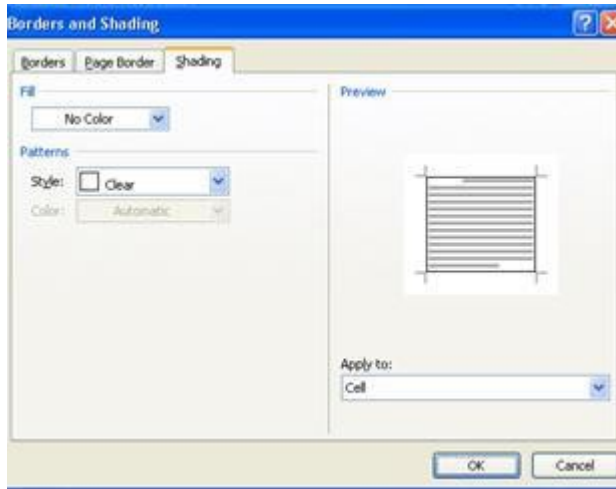 Borders and Shading
Borders Page Border Shading
Fill
No Color
Patterns
Style: Clear
Color: Automatic
Preview
Apply to:
Cell
OK Cancel